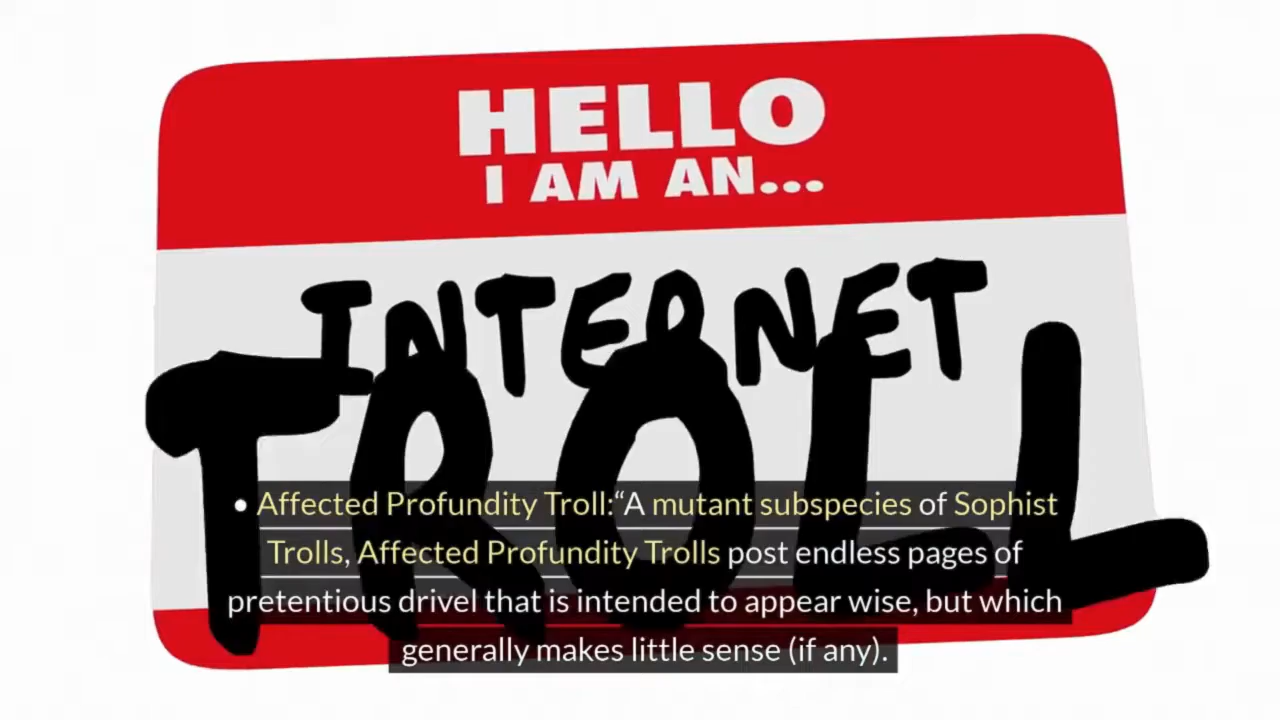 HELLO
I AM AN...
INTERNET
TROLL
• Affected Profundity Troll:“A mutant subspecies of Sophist
Trolls, Affected Profundity Trolls post endless pages of
pretentious drivel that is intended to appear wise, but which
generally makes little sense (if any).